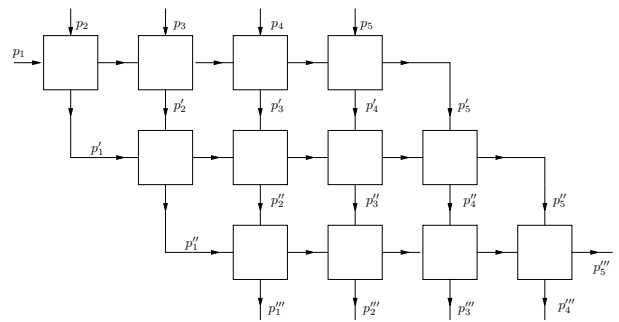 p₂ p₃ p₄ p₅
p₁
p′₂ p′₃ p′₄ p′₅
p′₁
p″₂ p″₃ p″₄ p″₅
p″₁
p‴₅
p‴₁ p‴₂ p‴₃ p‴₄